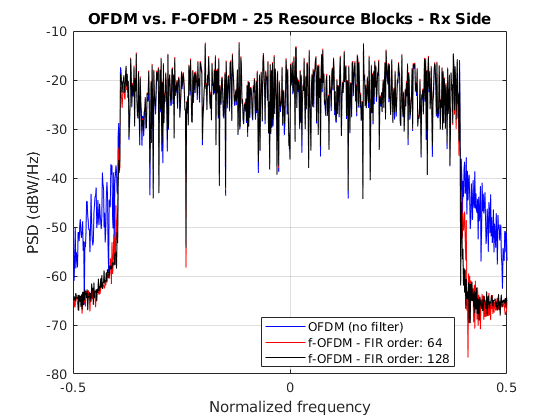 OFDM vs. F-OFDM - 25 Resource Blocks - Rx Side
-10
-20
-30
-40
-50
-60
-70
-80
PSD (dBW/Hz)
-0.5
0
0.5
Normalized frequency
OFDM (no filter)
f-OFDM - FIR order: 64
f-OFDM - FIR order: 128